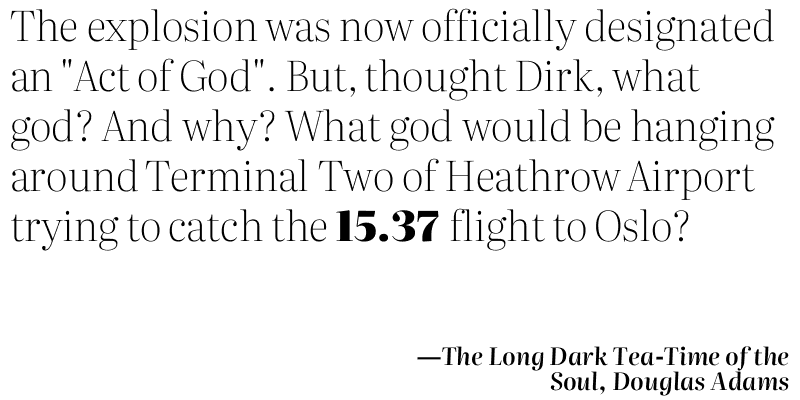 The explosion was now officially designated
an "Act of God". But, thought Dirk, what
god? And why? What god would be hanging
around Terminal Two of Heathrow Airport
trying to catch the 15.37 flight to Oslo?
—The Long Dark Tea-Time of the
Soul, Douglas Adams